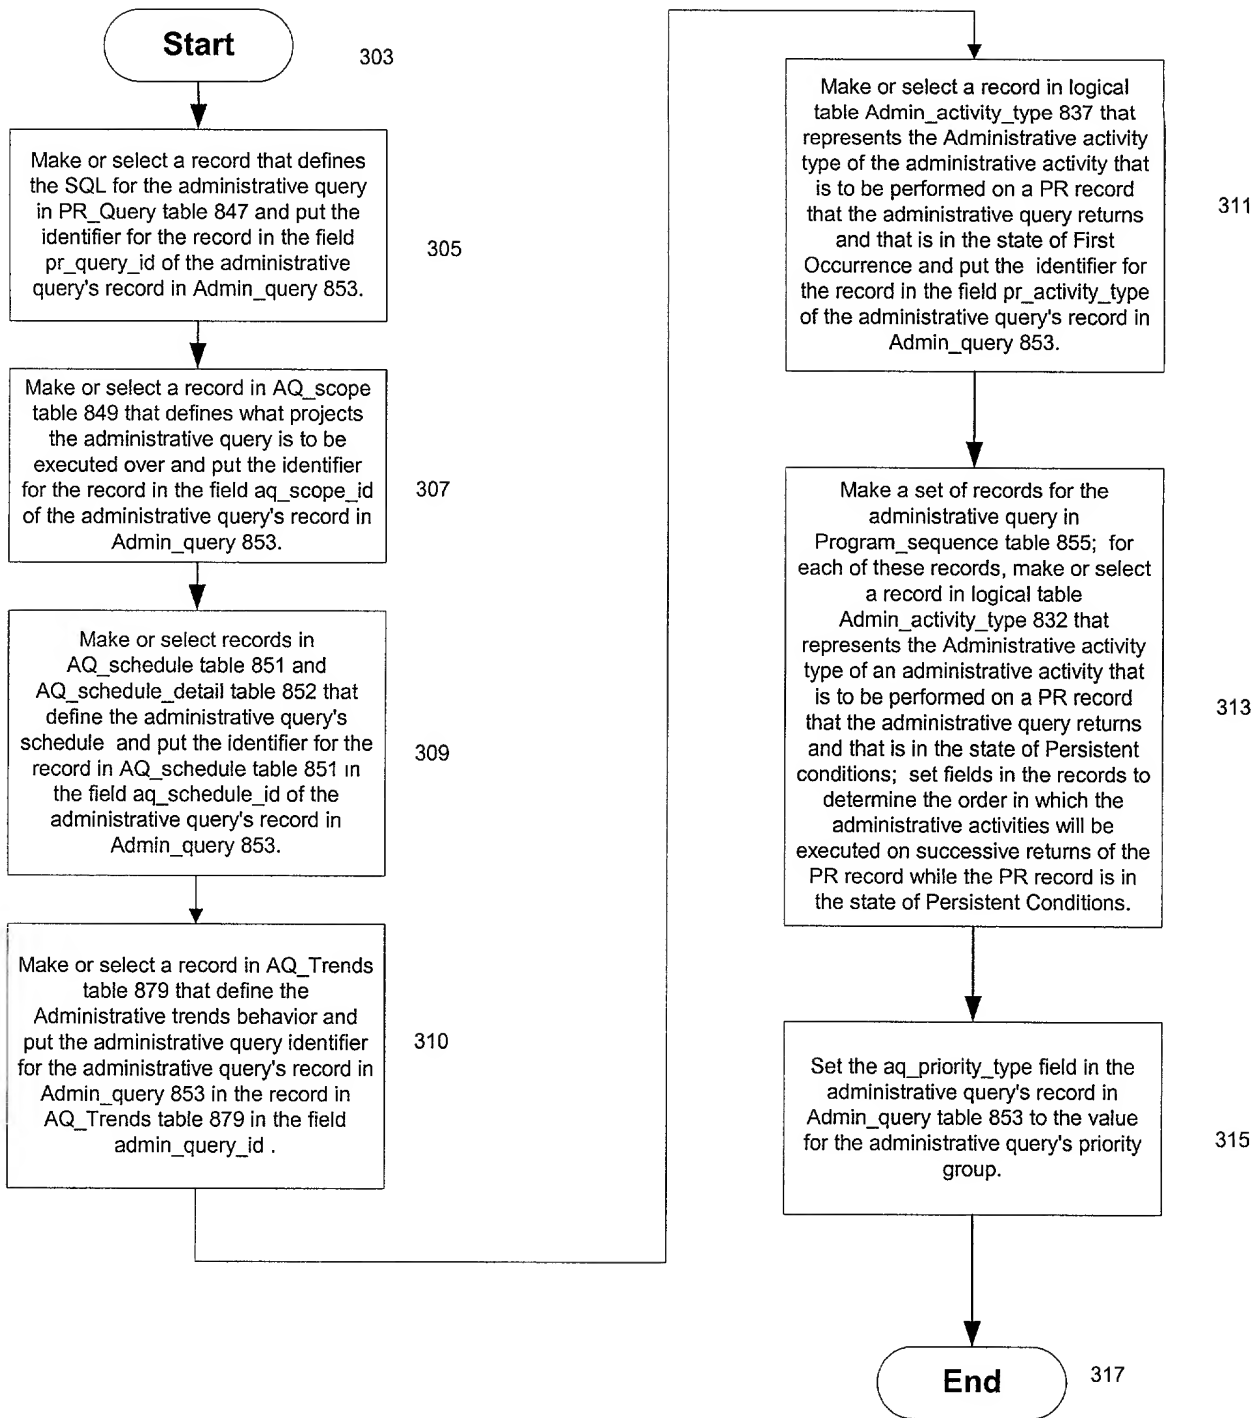 Start
303
Make or select a record that defines
the SQL for the administrative query
in PR_Query table 847 and put the
identifier for the record in the field
pr_query_id of the administrative
query's record in Admin_query 853.
305
Make or select a record in AQ_scope
table 849 that defines what projects
the administrative query is to be
executed over and put the identifier
for the record in the field aq_scope_id
of the administrative query's record in
Admin_query 853.
307
Make or select records in
AQ_schedule table 851 and
AQ_schedule_detail table 852 that
define the administrative query's
schedule and put the identifier for the
record in AQ_schedule table 851 in
the field aq_schedule_id of the
administrative query's record in
Admin_query 853.
309
Make or select a record in AQ_Trends
table 879 that define the
Administrative trends behavior and
put the administrative query identifier
for the administrative query's record in
Admin_query 853 in the record in
AQ_Trends table 879 in the field
admin_query_id .
310
Make or select a record in logical
table Admin_activity_type 837 that
represents the Administrative activity
type of the administrative activity that
is to be performed on a PR record
that the administrative query returns
and that is in the state of First
Occurrence and put the identifier for
the record in the field pr_activity_type
of the administrative query's record in
Admin_query 853.
311
Make a set of records for the
administrative query in
Program_sequence table 855; for
each of these records, make or select
a record in logical table
Admin_activity_type 832 that
represents the Administrative activity
type of an administrative activity that
is to be performed on a PR record
that the administrative query returns
and that is in the state of Persistent
conditions; set fields in the records to
determine the order in which the
administrative activities will be
executed on successive returns of the
PR record while the PR record is in
the state of Persistent Conditions.
313
Set the aq_priority_type field in the
administrative query's record in
Admin_query table 853 to the value
for the administrative query's priority
group.
315
End
317